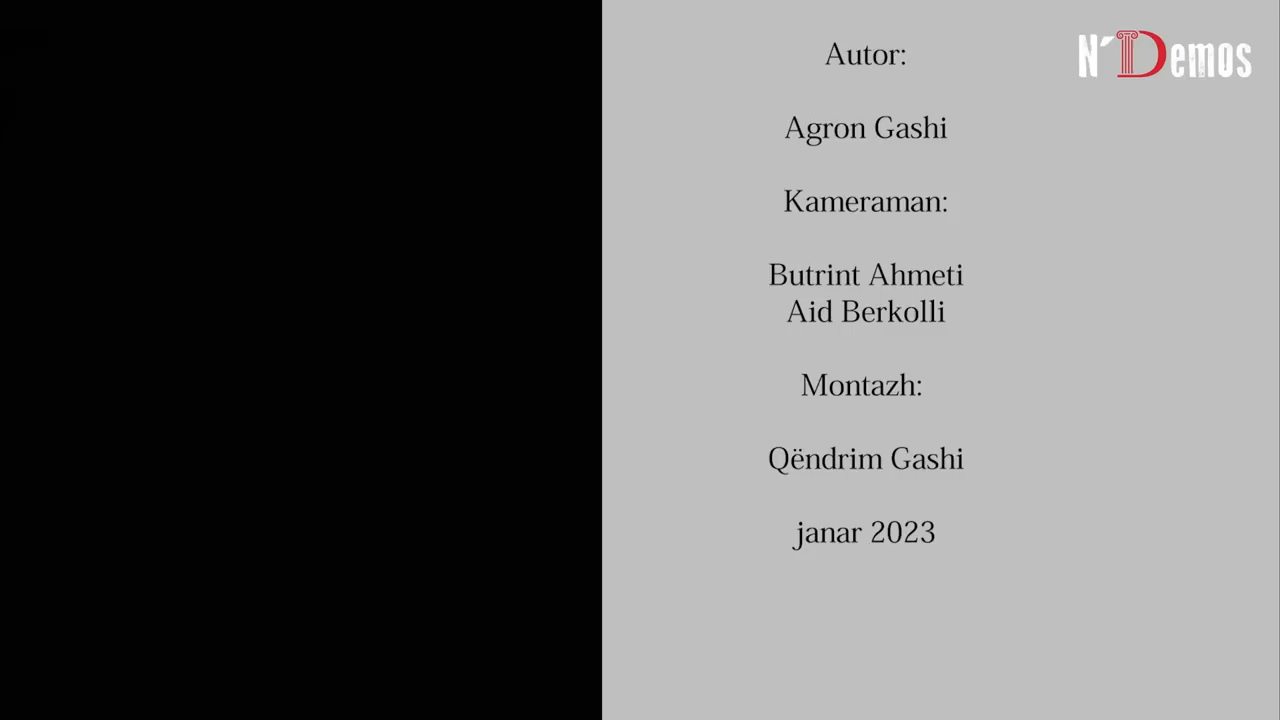 Autor:
N'Demos
Agron Gashi
Kameraman:
Butrint Ahmeti
Aid Berkolli
Montazh:
Qëndrim Gashi
janar 2023